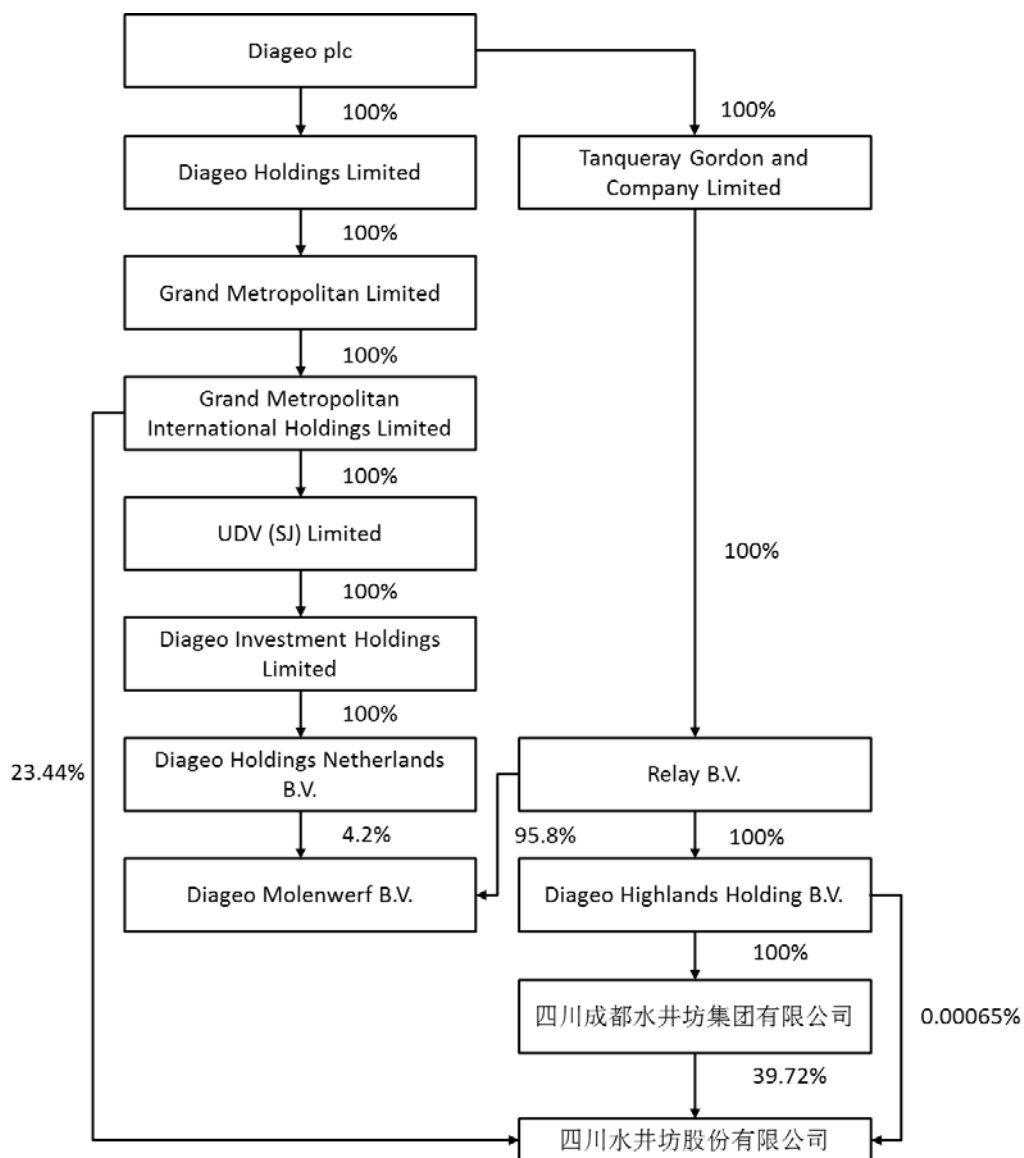 Diageo plc
100%
100%
Diageo Holdings Limited
Tanqueray Gordon and
Company Limited
100%
Grand Metropolitan Limited
100%
Grand Metropolitan
International Holdings Limited
100%
UDV (SJ) Limited
100%
100%
Diageo Investment Holdings
Limited
100%
23.44%
Diageo Holdings Netherlands
B.V.
Relay B.V.
4.2%
95.8%
100%
Diageo Molenwerf B.V.
Diageo Highlands Holding B.V.
100%
四川成都水井坊集团有限公司
0.00065%
39.72%
四川水井坊股份有限公司